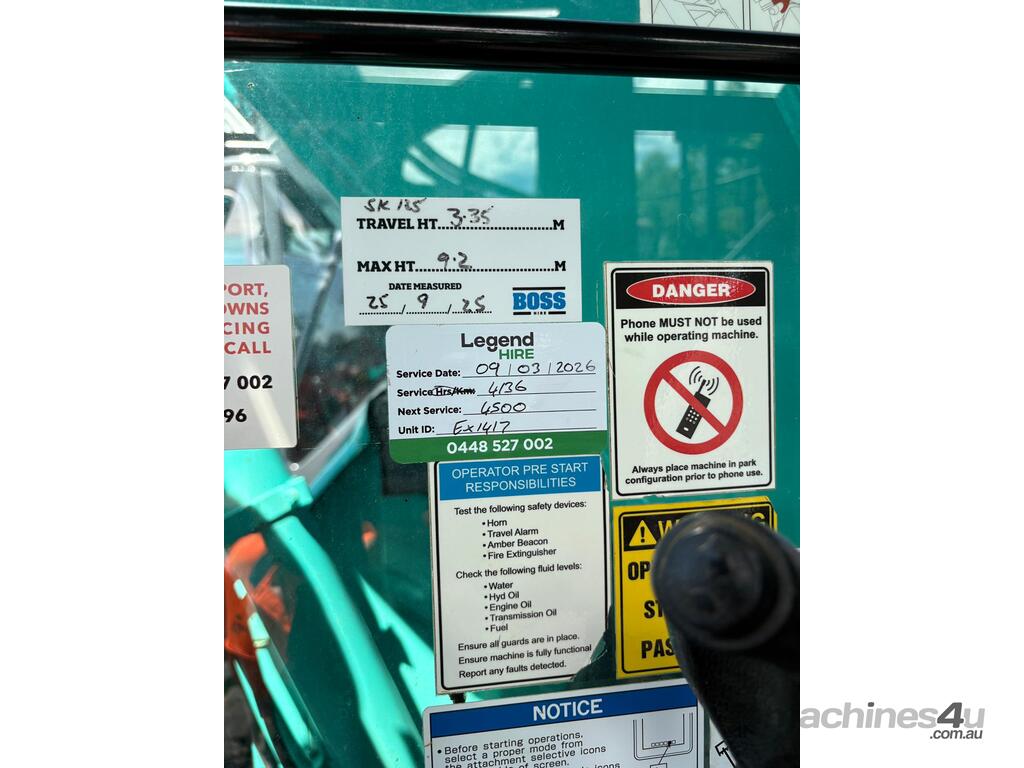 SK 125
TRAVEL HT. 3.35 M
MAX HT. 9.2 M
DATE MEASURED
25 / 9 / 25
BOSS
HIRE
PORT,
OWNS
CING
CALL
7 002
96
Legend
HIRE
Service Date: 09/03/2026
Service Hrs/Km: 4136
Next Service: 4500
Unit ID: Ex1417
0448 527 002
DANGER
Phone MUST NOT be used
while operating machine.
Always place machine in park
configuration prior to phone use.
OPERATOR PRE START
RESPONSIBILITIES
Test the following safety devices:
• Horn
• Travel Alarm
• Amber Beacon
• Fire Extinguisher
Check the following fluid levels:
• Water
• Hyd Oil
• Engine Oil
• Transmission Oil
• Fuel
Ensure all guards are in place.
Ensure machine is fully functional
Report any faults detected.
OP
ST
PAS
NOTICE
• Before starting operations,
select a proper mode from
the attachment selective icons
of screen.
icons
machines4u
.com.au